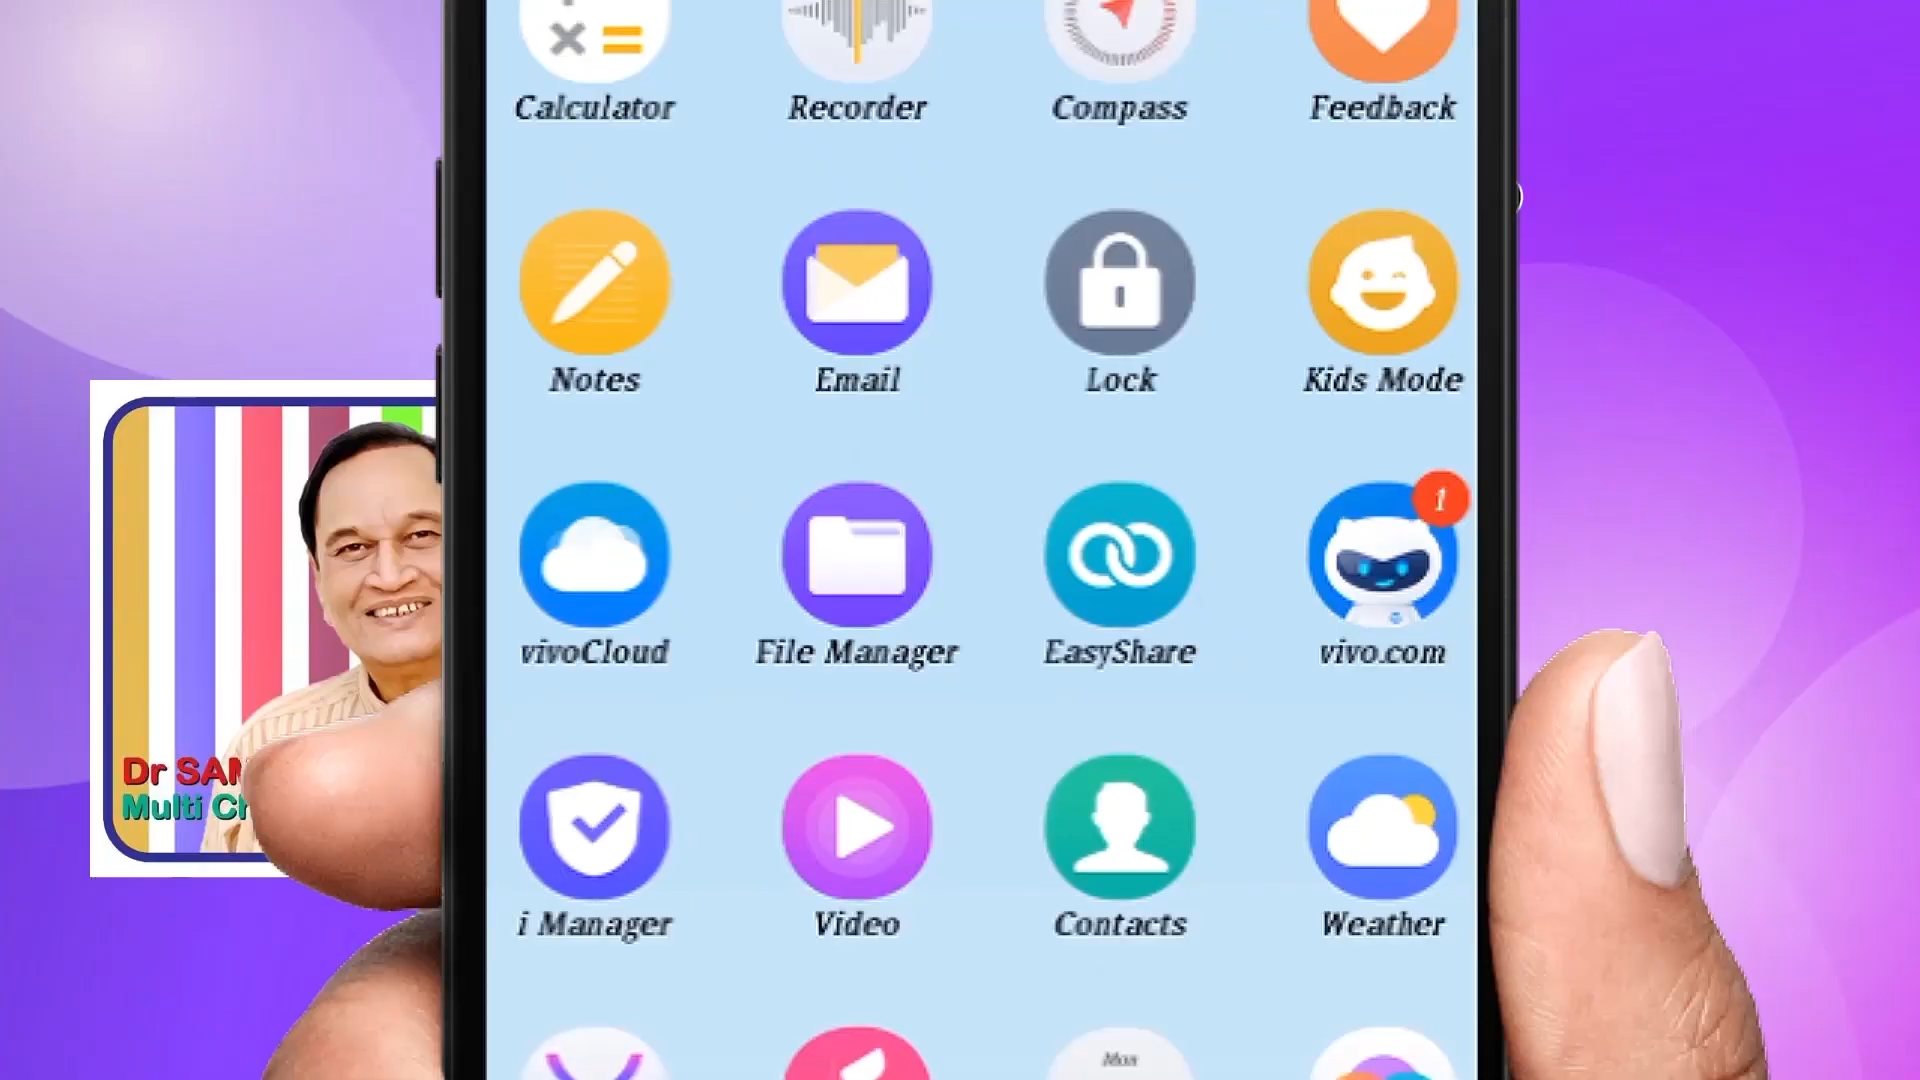 Calculator Recorder Compass Feedback
Notes Email Lock Kids Mode
1
vivoCloud File Manager EasyShare vivo.com
Dr
Multi
i Manager Video Contacts Weather
Mon